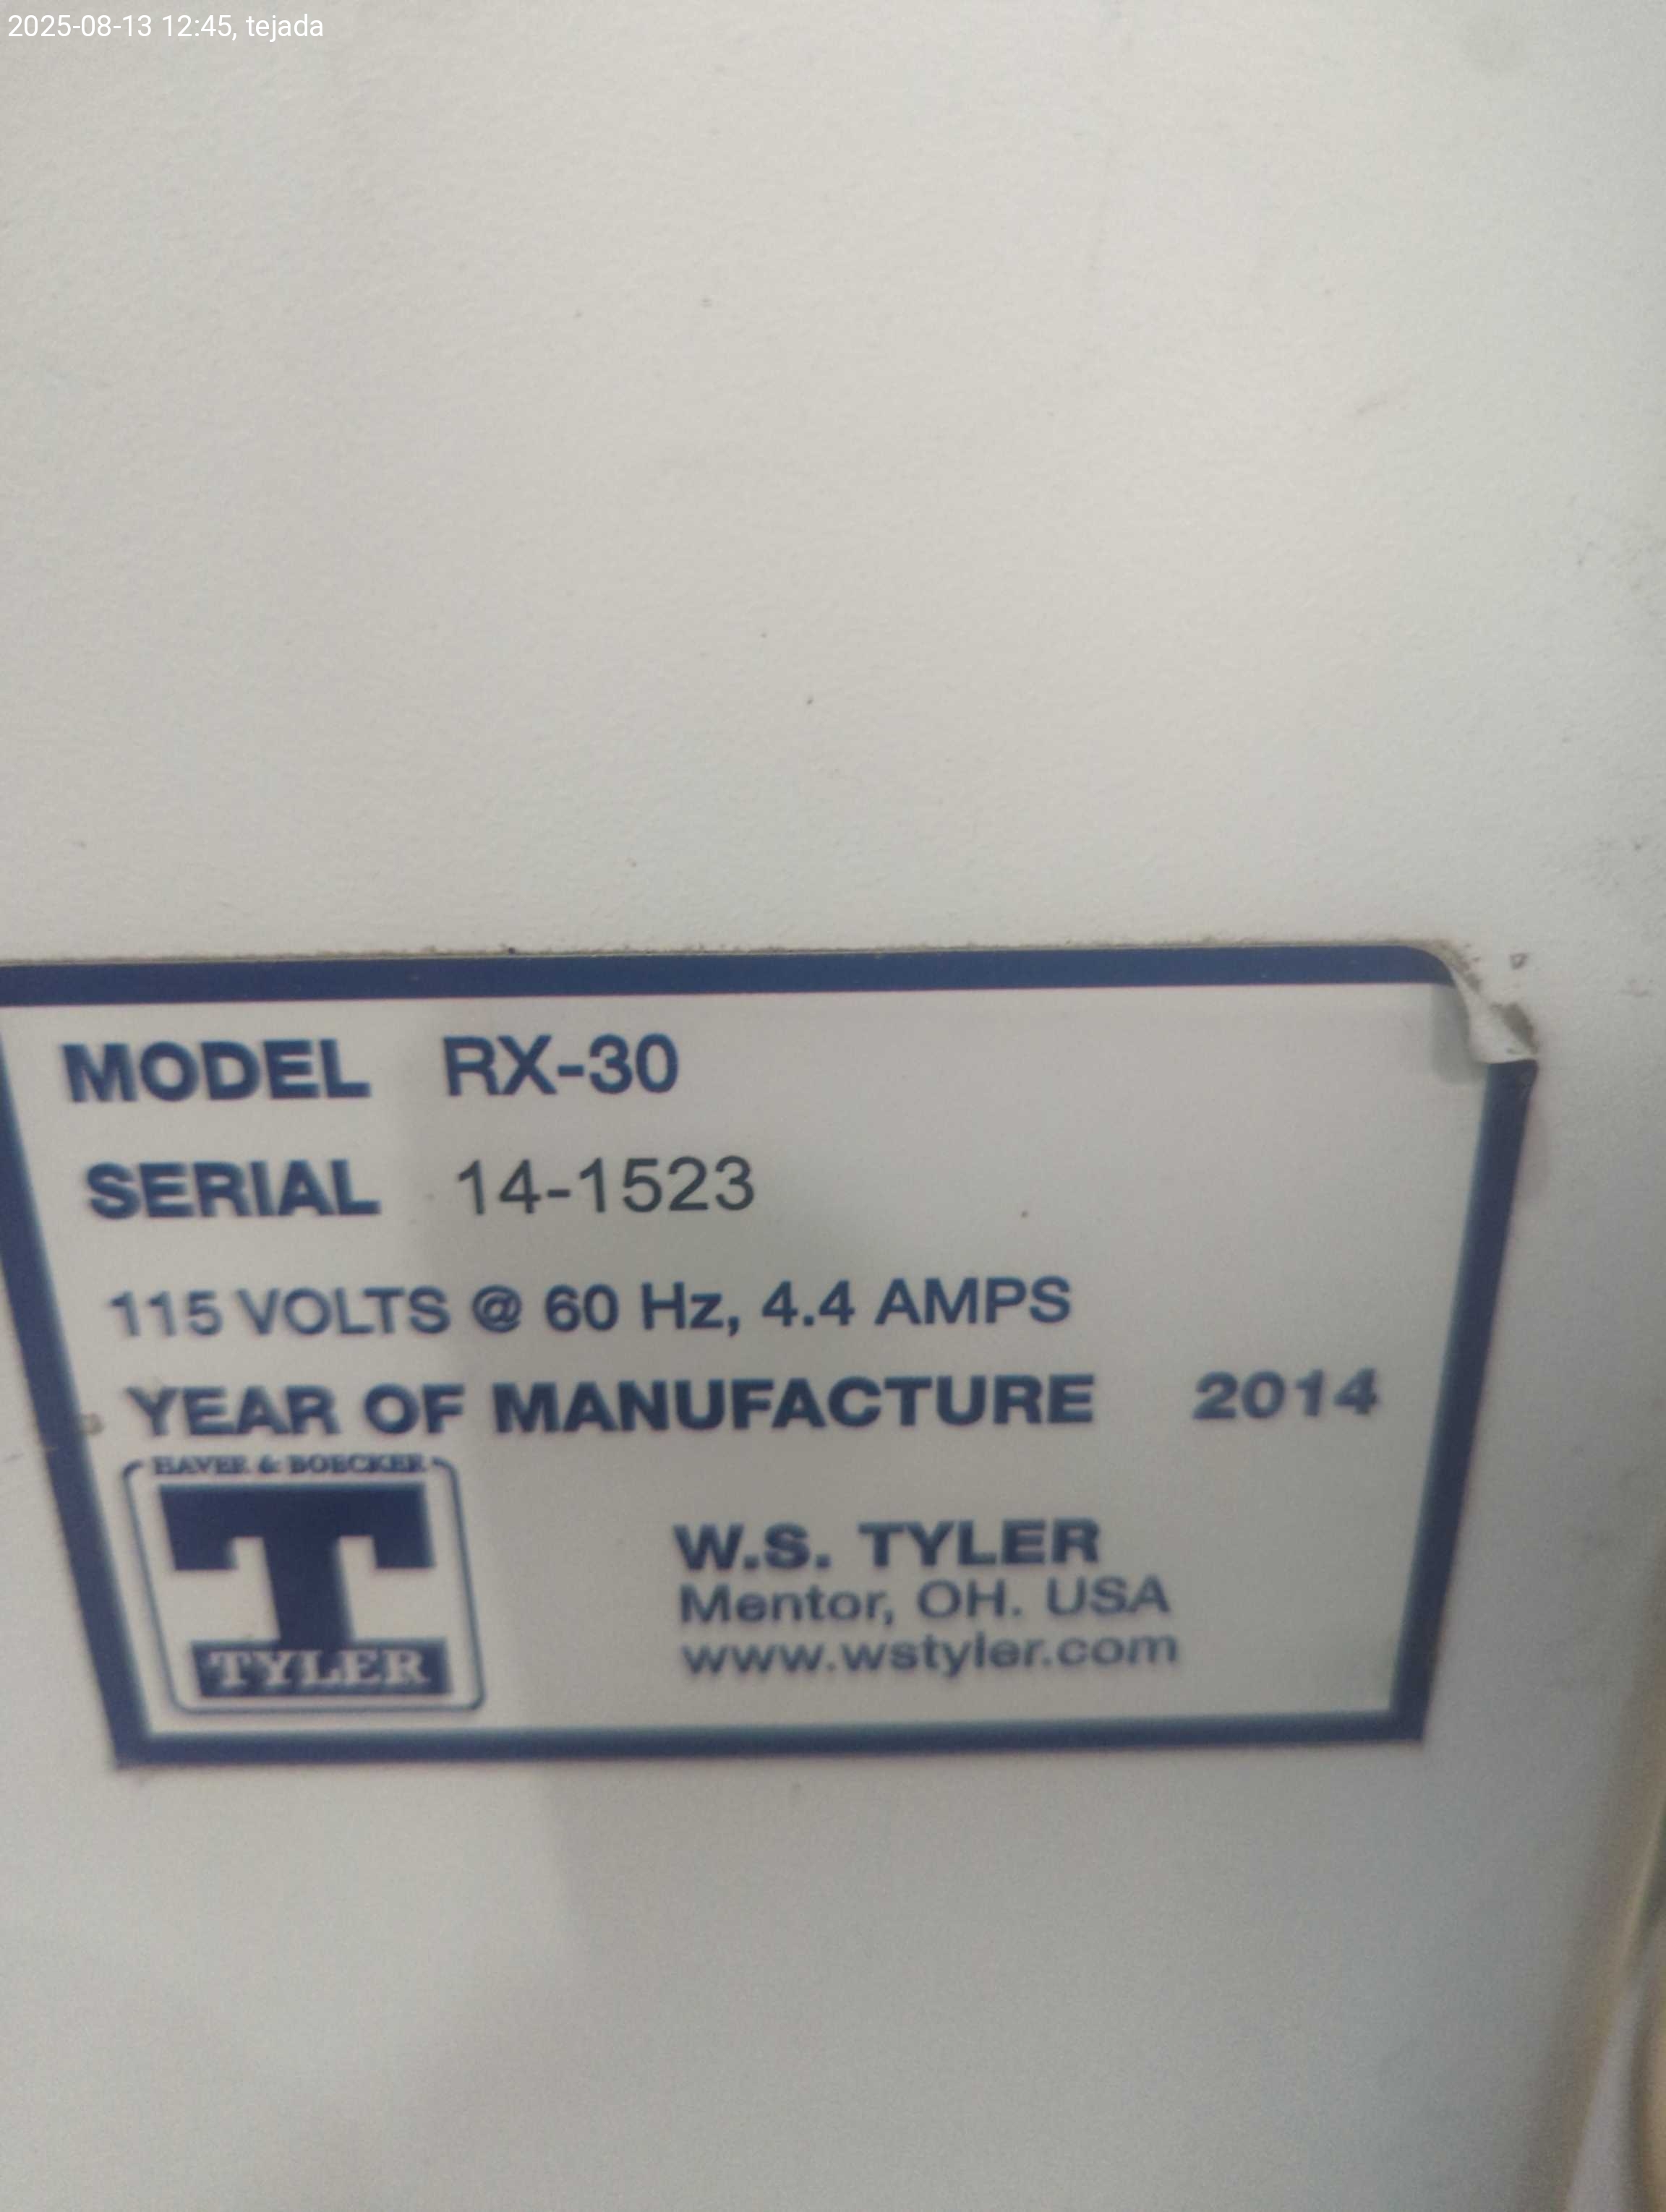 2025-08-13 12:45, tejada
MODEL RX-30
SERIAL 14-1523
115 VOLTS @ 60 Hz, 4.4 AMPS
YEAR OF MANUFACTURE 2014
HAVER & BOECKER
T
TYLER
W.S. TYLER
Mentor, OH. USA
www.wstyler.com